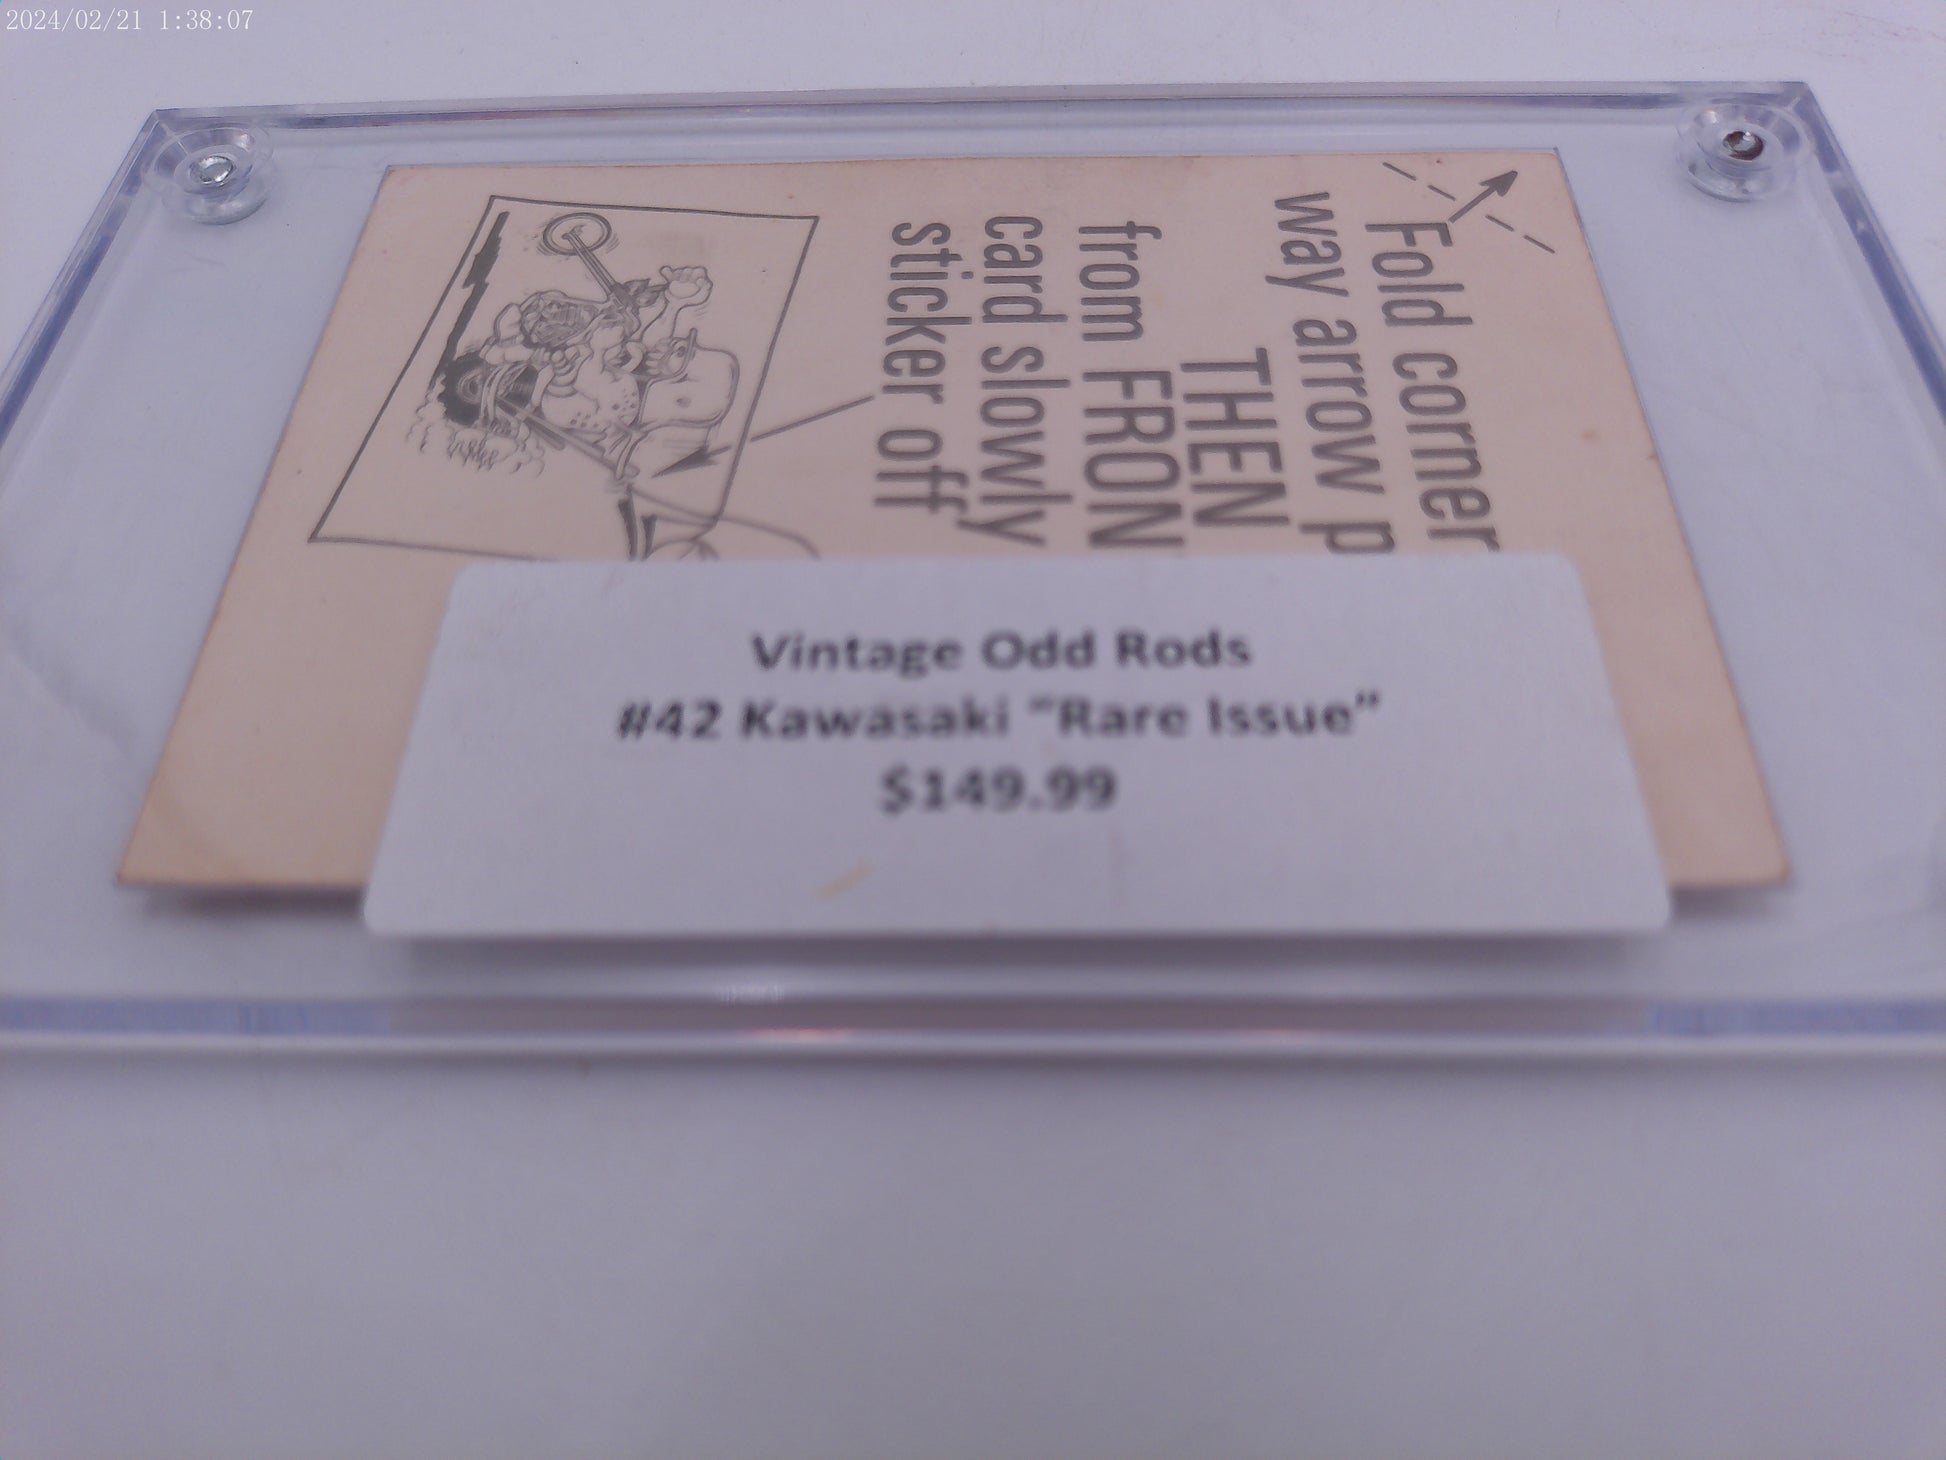 2024/02/21 1:38:07
Fold corner
way arrow p
THEN
from FRON
card slowly
sticker off
Vintage Odd Rods
#42 Kawasaki “Rare Issue”
$149.99